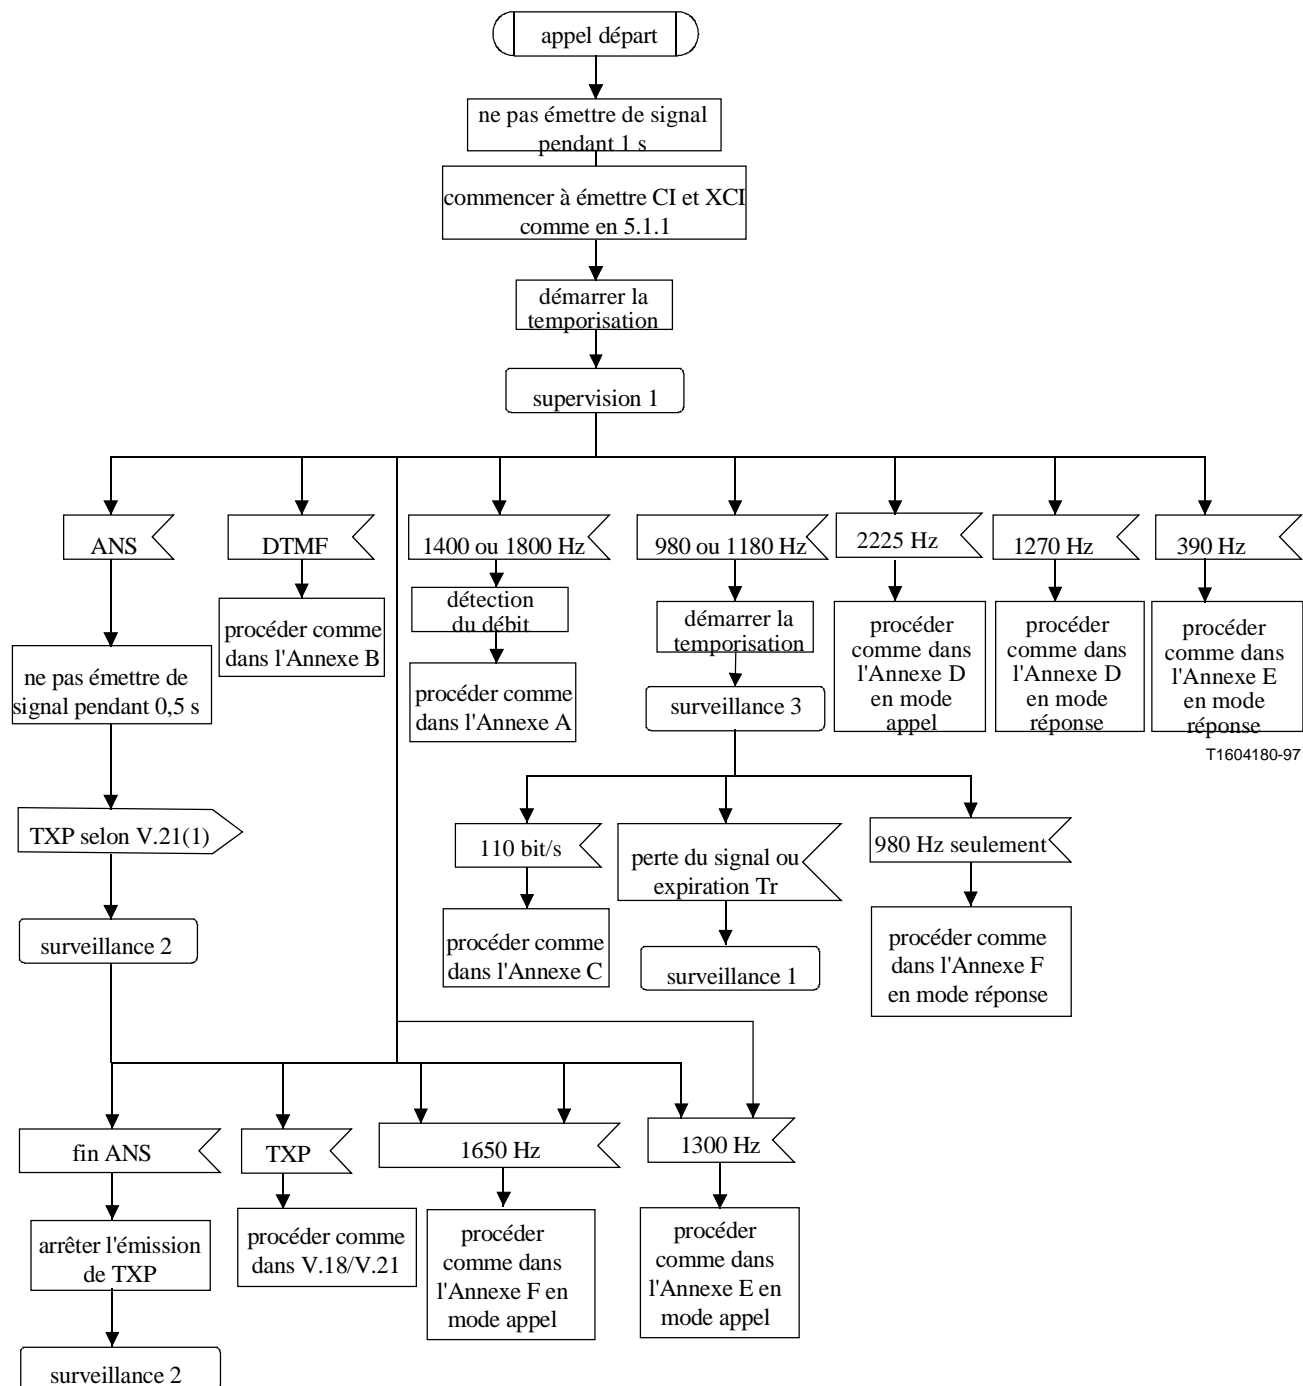 appel départ
ne pas émettre de signal
pendant 1 s
commencer à émettre CI et XCI
comme en 5.1.1
démarrer la
temporisation
supervision 1
ANS
DTMF
1400 ou 1800 Hz
980 ou 1180 Hz
2225 Hz
1270 Hz
390 Hz
ne pas émettre de
signal pendant 0,5 s
procéder comme
dans l'Annexe B
détection
du débit
procéder comme
dans l'Annexe A
démarrer la
temporisation
surveillance 3
procéder
comme dans
l'Annexe D
en mode
appel
procéder
comme dans
l'Annexe D
en mode
réponse
procéder
comme dans
l'Annexe E
en mode
réponse
T1604180-97
TXP selon V.21(1)
110 bit/s
perte du signal ou
expiration Tr
980 Hz seulement
surveillance 2
procéder comme
dans l'Annexe C
surveillance 1
procéder comme
dans l'Annexe F
en mode réponse
fin ANS
TXP
1650 Hz
1300 Hz
arrêter l'émission
de TXP
procéder comme
dans V.18/V.21
procéder
comme dans
l'Annexe F en
mode appel
procéder
comme dans
l'Annexe E en
mode appel
surveillance 2